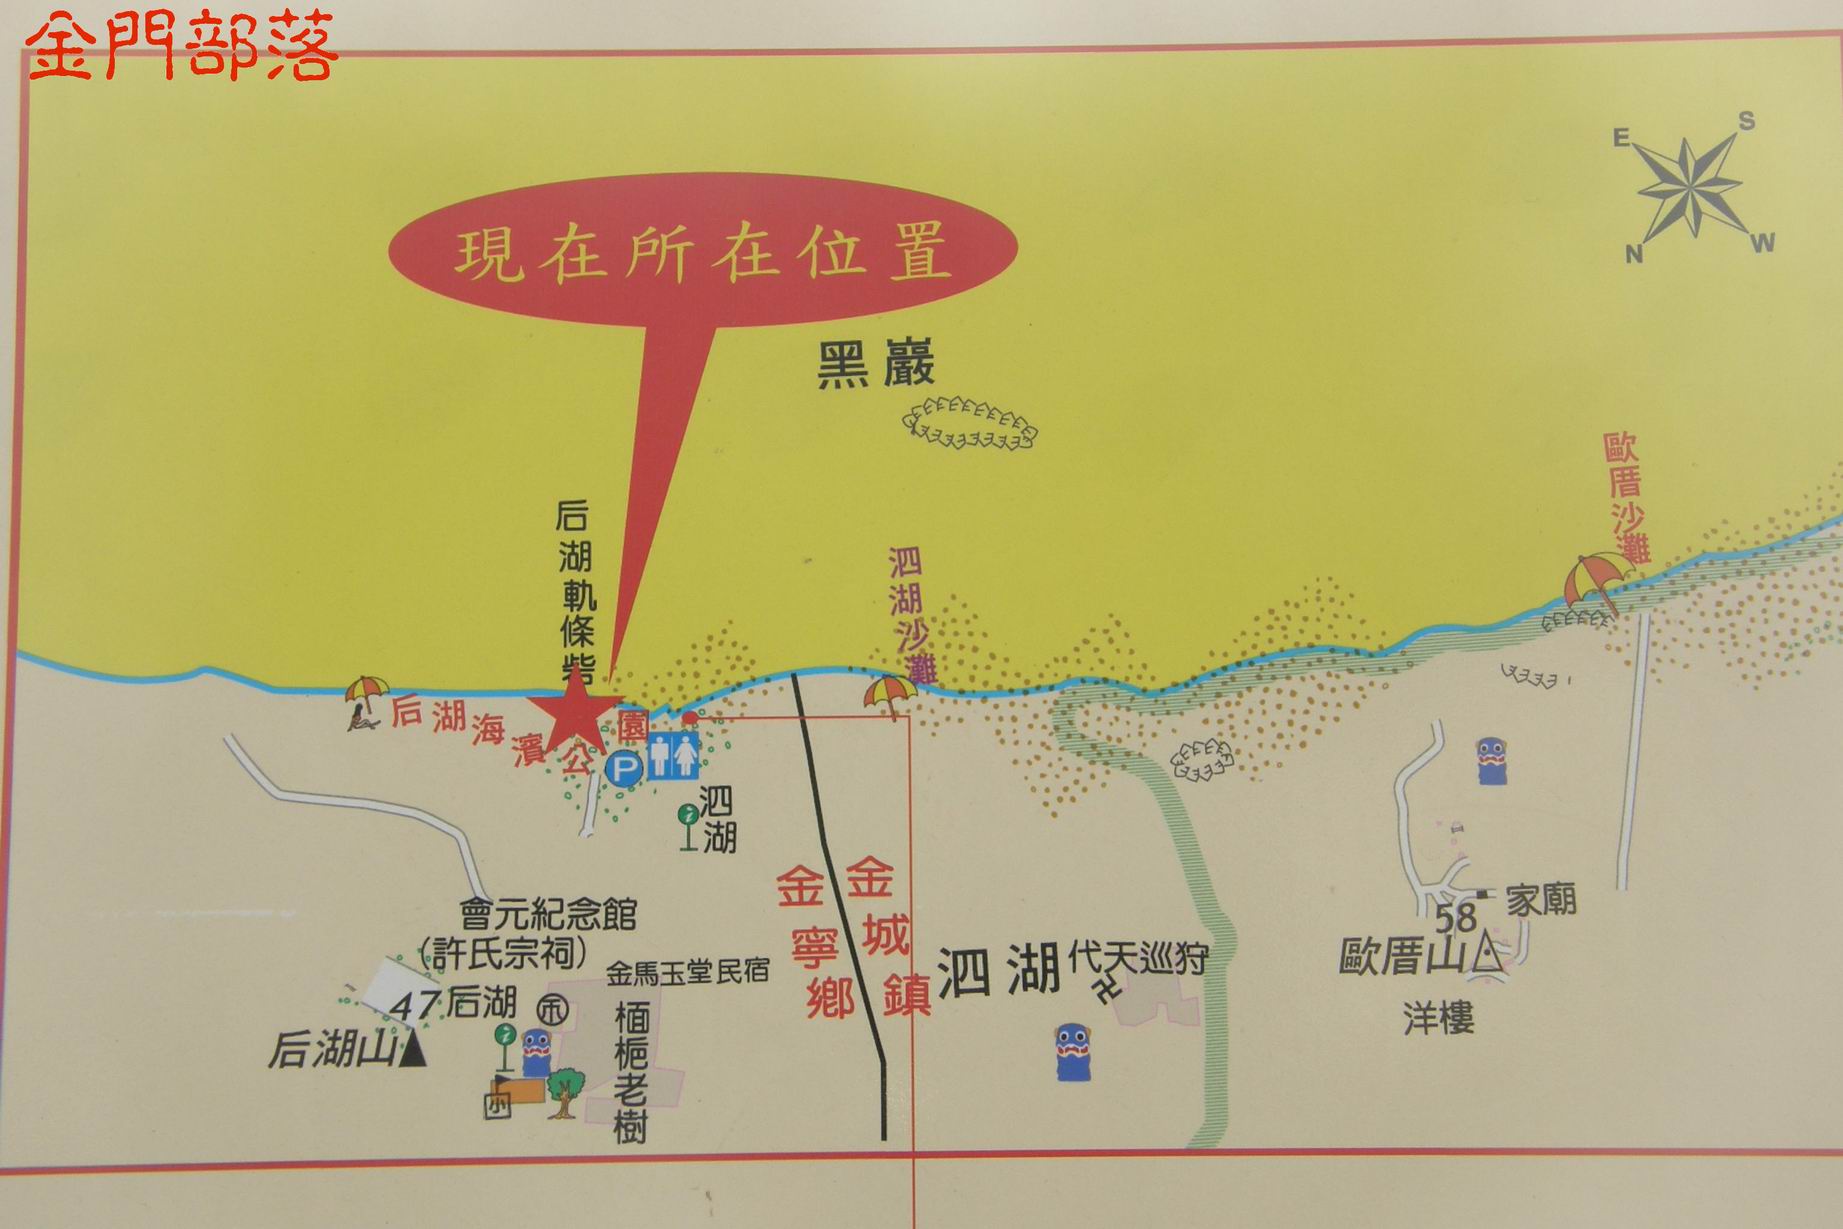 金門部落
E
S
N
W
現在所在位置
黑巖
歐厝沙灘
后湖軌條砦
泗湖沙灘
后湖海濱公園
P
i
泗湖
金寧鄉
金城鎮
會元紀念館
(許氏宗祠)
金馬玉堂民宿
47
后湖
后湖山
i
小
楐梔老樹
泗湖
代天巡狩
卍
58
家廟
歐厝山
洋樓